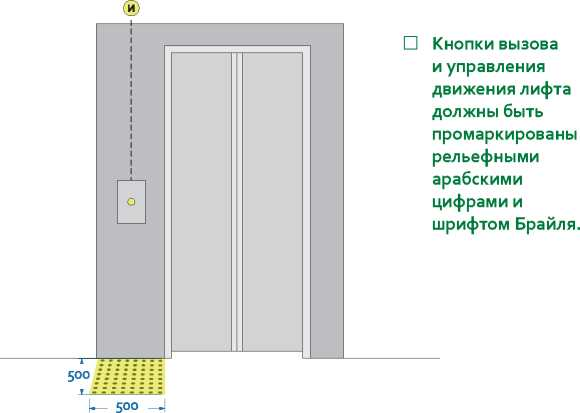 И
Кнопки вызова
и управления
движения лифта
должны быть
промаркированы
рельефными
арабскими
цифрами и
шрифтом Брайля.
500
500